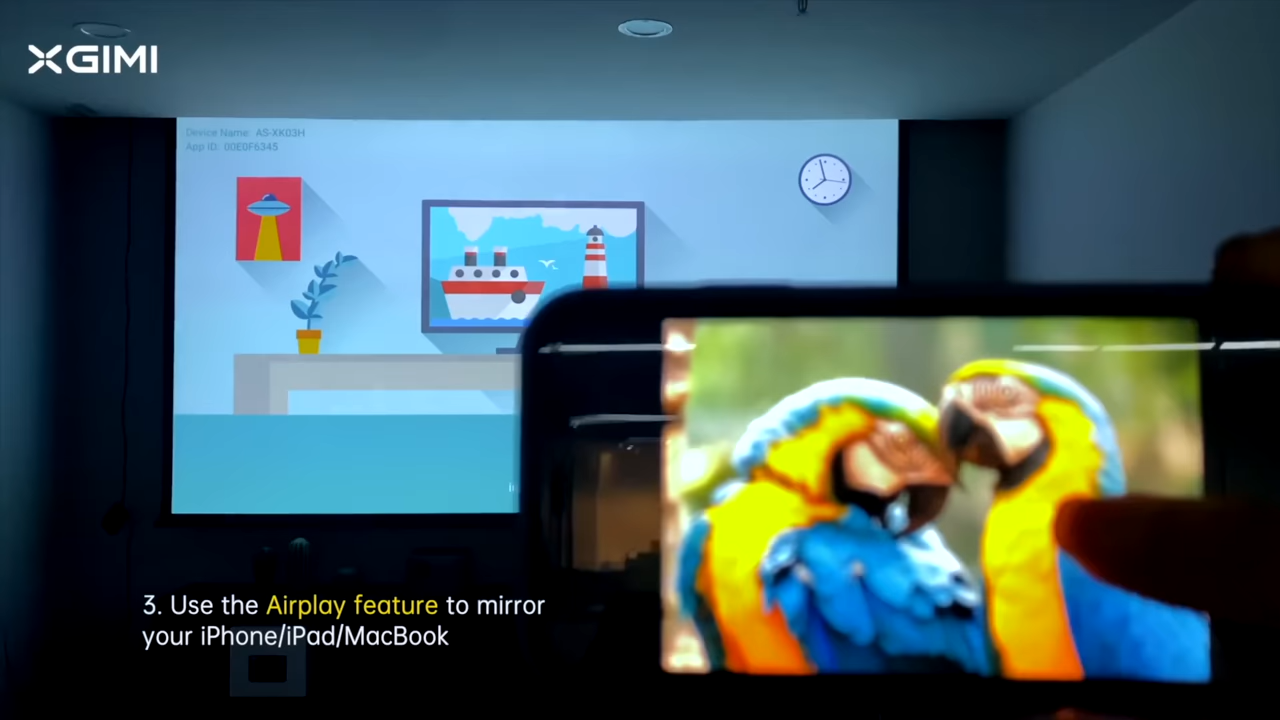 XGIMI
Device Name: AS-XK03H
App ID: 00E0F6345
3. Use the Airplay feature to mirror
your iPhone/iPad/MacBook